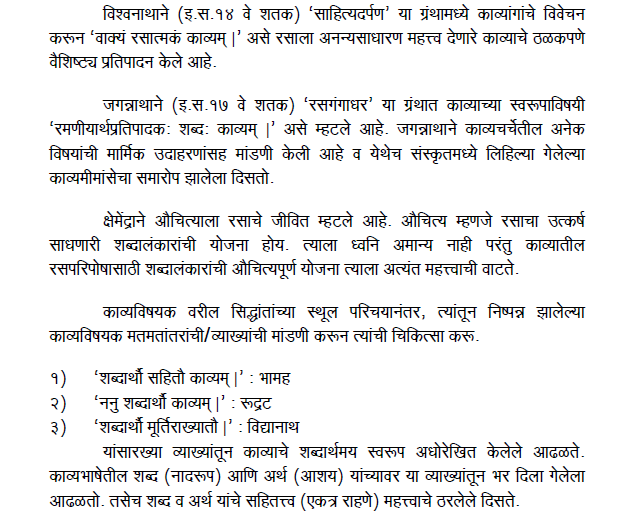 विश्वनाथाने (इ.स.१४ वे शतक) ‘साहित्यदर्पण’ या ग्रंथामध्ये काव्यांगांचे विवेचन
करून ‘वाक्यं रसात्मकं काव्यम् |’ असे रसाला अनन्यसाधारण महत्त्व देणारे काव्याचे ठळकपणे
वैशिष्ट्य प्रतिपादन केले आहे.
जगन्नाथाने (इ.स.१७ वे शतक) ‘रसगंगाधर’ या ग्रंथात काव्याच्या स्वरूपाविषयी
‘रमणीयार्थप्रतिपादकः शब्दः काव्यम् |’ असे म्हटले आहे. जगन्नाथाने काव्यचर्चेतील अनेक
विषयांची मार्मिक उदाहरणांसह मांडणी केली आहे व येथेच संस्कृतमध्ये लिहिल्या गेलेल्या
काव्यमीमांसेचा समारोप झालेला दिसतो.
क्षेमेंद्राने औचित्याला रसाचे जीवित म्हटले आहे. औचित्य म्हणजे रसाचा उत्कर्ष
साधणारी शब्दालंकारांची योजना होय. त्याला ध्वनि अमान्य नाही परंतु काव्यातील
रसपरिपोषासाठी शब्दालंकारांची औचित्यपूर्ण योजना त्याला अत्यंत महत्त्वाची वाटते.
काव्यविषयक वरील सिद्धांतांच्या स्थूल परिचयानंतर, त्यांतून निष्पन्न झालेल्या
काव्यविषयक मतमतांतरांची/व्याख्यांची मांडणी करून त्यांची चिकित्सा करू.
१) ‘शब्दार्थौ सहितौ काव्यम् |’ : भामह
२) ‘ननु शब्दार्थौ काव्यम् |’ : रूद्रट
३) ‘शब्दार्थौ मूर्तिराख्यातौ |’ : विद्यानाथ
यांसारख्या व्याख्यांतून काव्याचे शब्दार्थमय स्वरूप अधोरेखित केलेले आढळते.
काव्यभाषेतील शब्द (नादरूप) आणि अर्थ (आशय) यांच्यावर या व्याख्यांतून भर दिला गेलेला
आढळतो. तसेच शब्द व अर्थ यांचे सहितत्त्व (एकत्र राहणे) महत्त्वाचे ठरलेले दिसते.